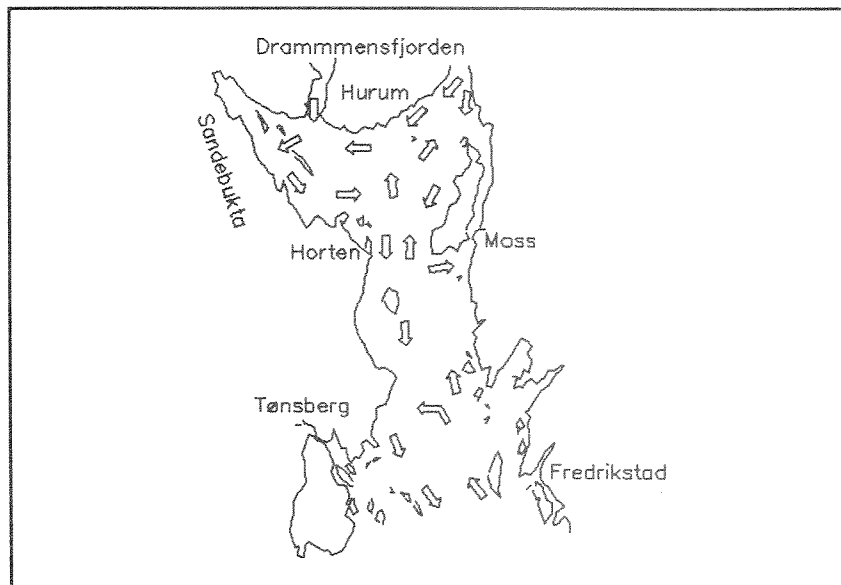 Drammmensfjorden
Hurum
Sandebukta
Horten
Moss
Tønsberg
Fredrikstad